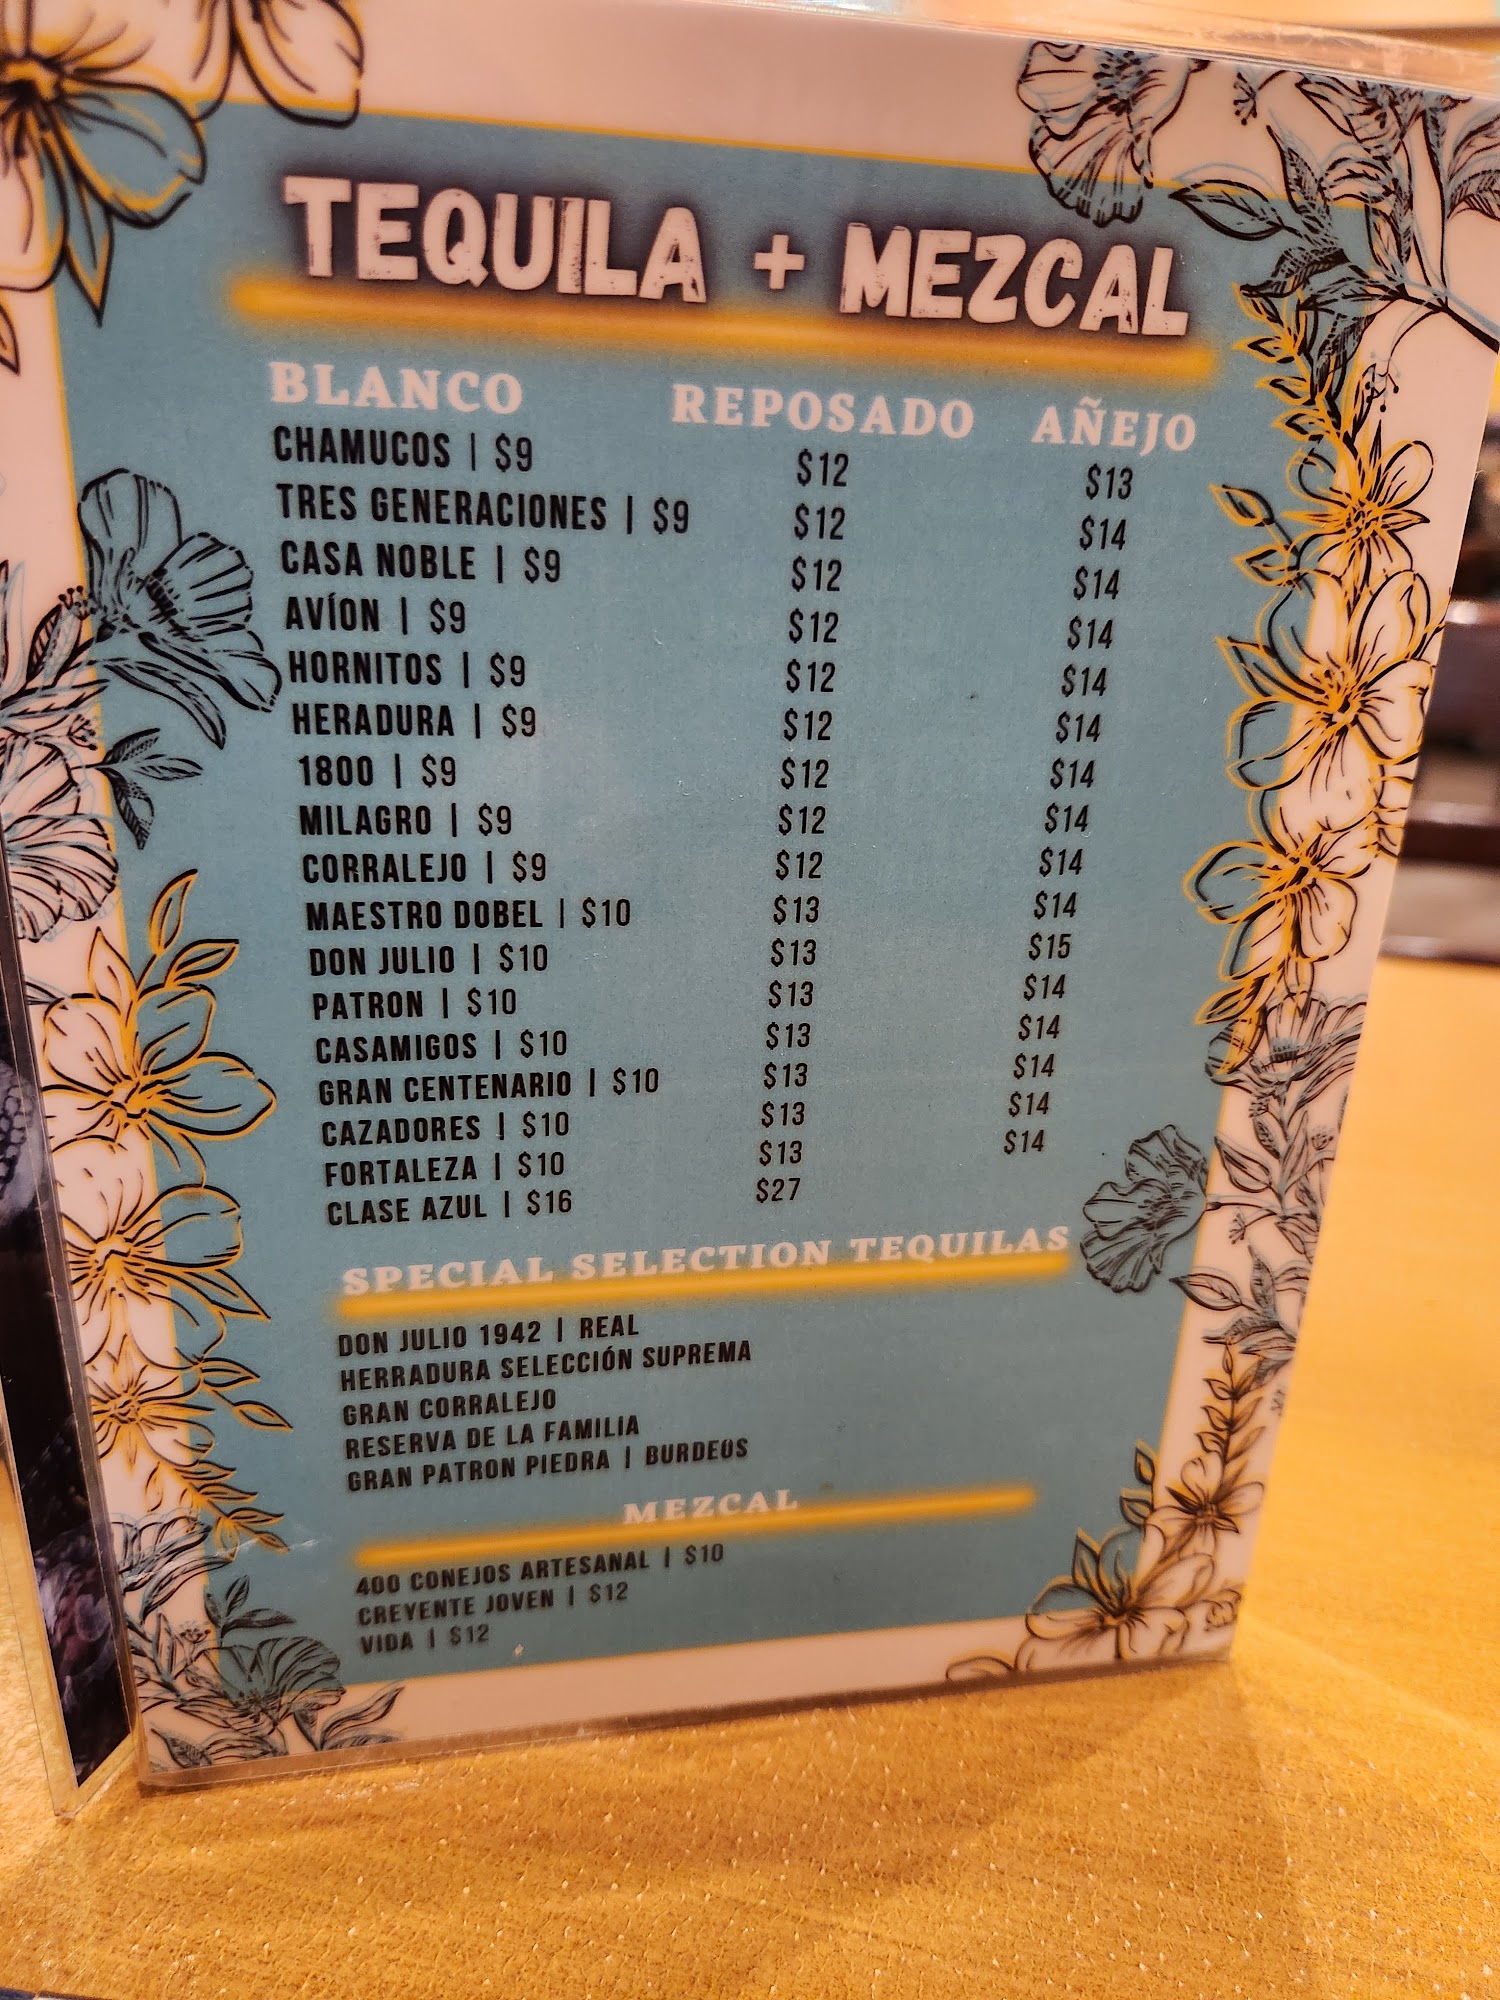 TEQUILA + MEZCAL
BLANCO REPOSADO AÑEJO
CHAMUCOS | $9 $12 $13
TRES GENERACIONES | $9 $12 $14
CASA NOBLE | $9 $12 $14
AVÍON | $9 $12 $14
HORNITOS | $9 $12 $14
HERADURA | $9 $12 $14
1800 | $9 $12 $14
MILAGRO | $9 $12 $14
CORRALEJO | $9 $12 $14
MAESTRO DOBEL | $10 $13 $14
DON JULIO | $10 $13 $15
PATRON | $10 $13 $14
CASAMIGOS | $10 $13 $14
GRAN CENTENARIO | $10 $13 $14
CAZADORES | $10 $13 $14
FORTALEZA | $10 $13 $14
CLASE AZUL | $16 $27
SPECIAL SELECTION TEQUILAS
DON JULIO 1942 | REAL
HERRADURA SELECCIÓN SUPREMA
GRAN CORRALEJO
RESERVA DE LA FAMILIA
GRAN PATRON PIEDRA | BURDEOS
MEZCAL
400 CONEJOS ARTESANAL | $10
CREYENTE JOVEN | $12
VIDA | $12